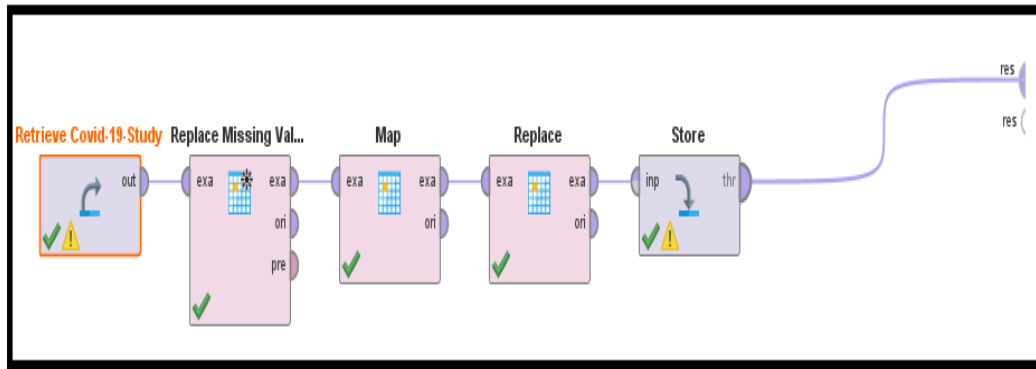 res
res
Retrieve Covid-19-Study
Replace Missing Val...
Map
Replace
Store
out
exa
exa
ori
pre
exa
exa
ori
exa
exa
ori
inp
thr